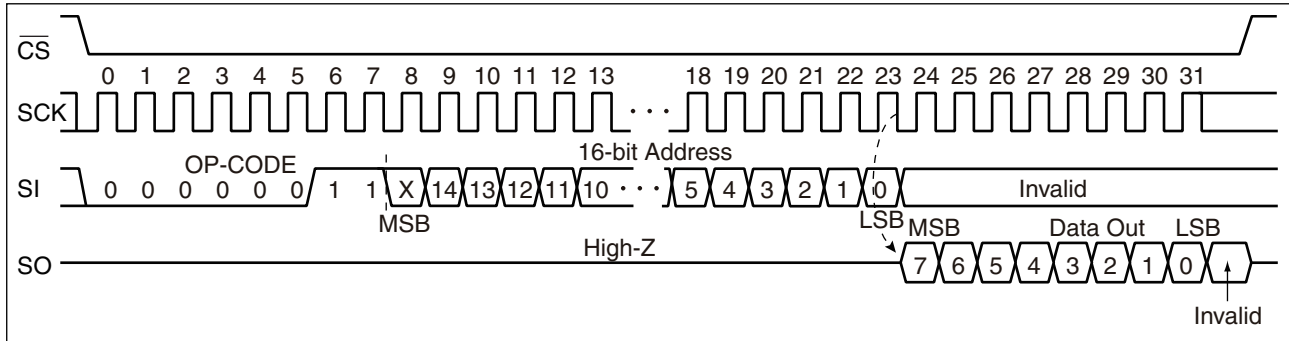 CS
0 1 2 3 4 5 6 7 8 9 10 11 12 13 18 19 20 21 22 23 24 25 26 27 28 29 30 31
SCK
· · ·
16-bit Address
OP-CODE
SI 0 0 0 0 0 0 1 1 X 14 13 12 11 10 · · · 5 4 3 2 1 0 Invalid
MSB LSB MSB Data Out LSB
High-Z
SO 7 6 5 4 3 2 1 0
Invalid